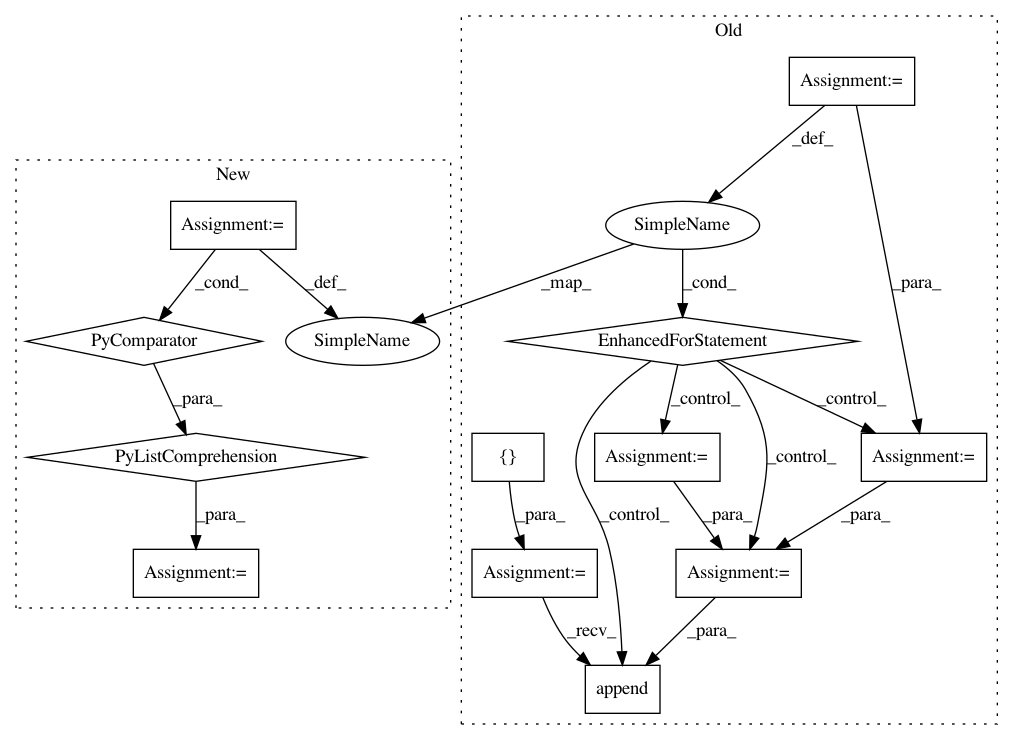 Old
Assignment:=
_def_
New
Assignment:=
SimpleName
_cond_
_def_
_map_
_cond_
_para_
PyComparator
SimpleName
EnhancedForStatement
_para_
_control_
_control_
PyListComprehension
{}
Assignment:=
_control_
Assignment:=
_para_
_para_
_control_
_para_
_para_
Assignment:=
Assignment:=
Assignment:=
_recv_
_para_
append